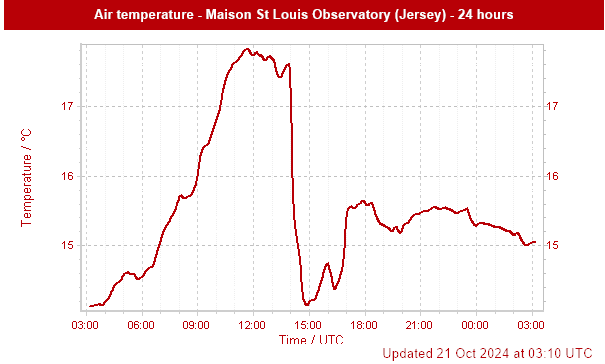 Air temperature - Maison St Louis Observatory (Jersey) - 24 hours
Temperature / °C
17
16
15
17
16
15
03:00 06:00 09:00 12:00 15:00 18:00 21:00 00:00 03:00
Time / UTC
Updated 21 Oct 2024 at 03:10 UTC